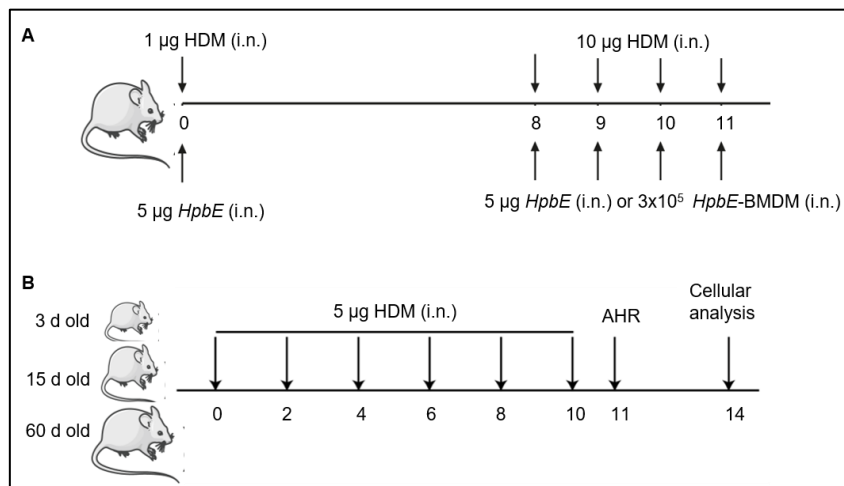 A
1 µg HDM (i.n.)
10 µg HDM (i.n.)
0 8 9 10 11
5 µg HpbE (i.n.)
5 µg HpbE (i.n.) or 3x10⁵ HpbE-BMDM (i.n.)
B
3 d old
15 d old
60 d old
5 µg HDM (i.n.)
AHR
Cellular
analysis
0 2 4 6 8 10 11 14